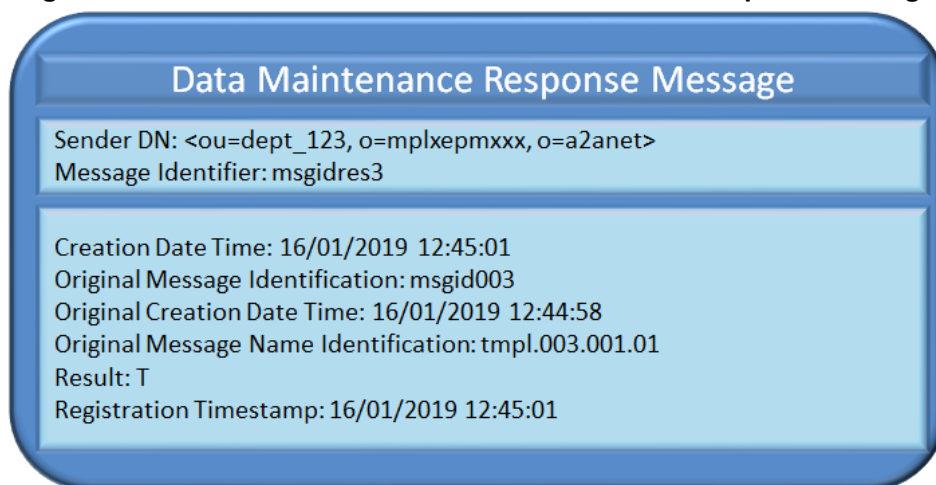 Data Maintenance Response Message
Sender DN: <ou=dept_123, o=mplxepmxxx, o=a2anet>
Message Identifier: msgidres3
Creation Date Time: 16/01/2019 12:45:01
Original Message Identification: msgid003
Original Creation Date Time: 16/01/2019 12:44:58
Original Message Name Identification: tmpl.003.001.01
Result: T
Registration Timestamp: 16/01/2019 12:45:01